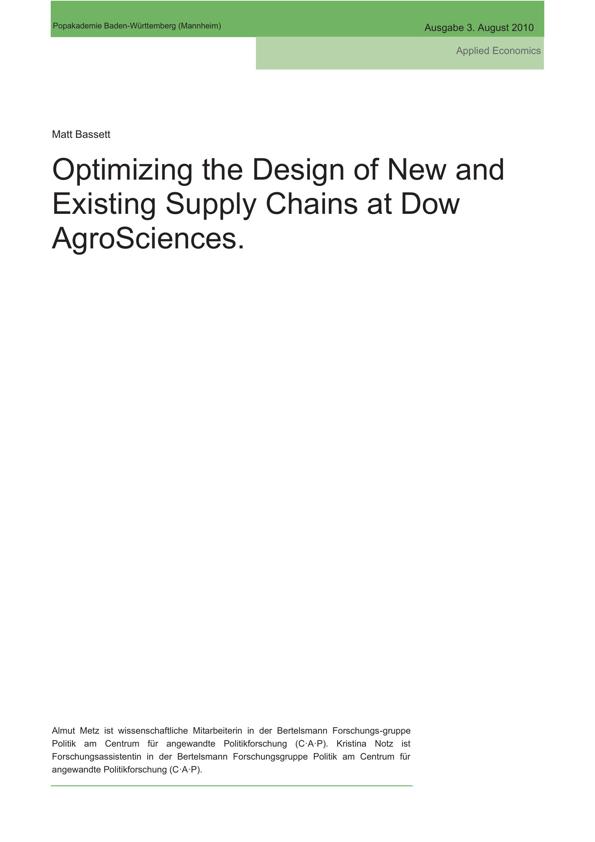 Popakademie Baden-Württemberg (Mannheim)
Ausgabe 3. August 2010
Applied Economics
Matt Bassett
Optimizing the Design of New and
Existing Supply Chains at Dow
AgroSciences.
Almut Metz ist wissenschaftliche Mitarbeiterin in der Bertelsmann Forschungs-gruppe
Politik am Centrum für angewandte Politikforschung (C·A·P). Kristina Notz ist
Forschungsassistentin in der Bertelsmann Forschungsgruppe Politik am Centrum für
angewandte Politikforschung (C·A·P).